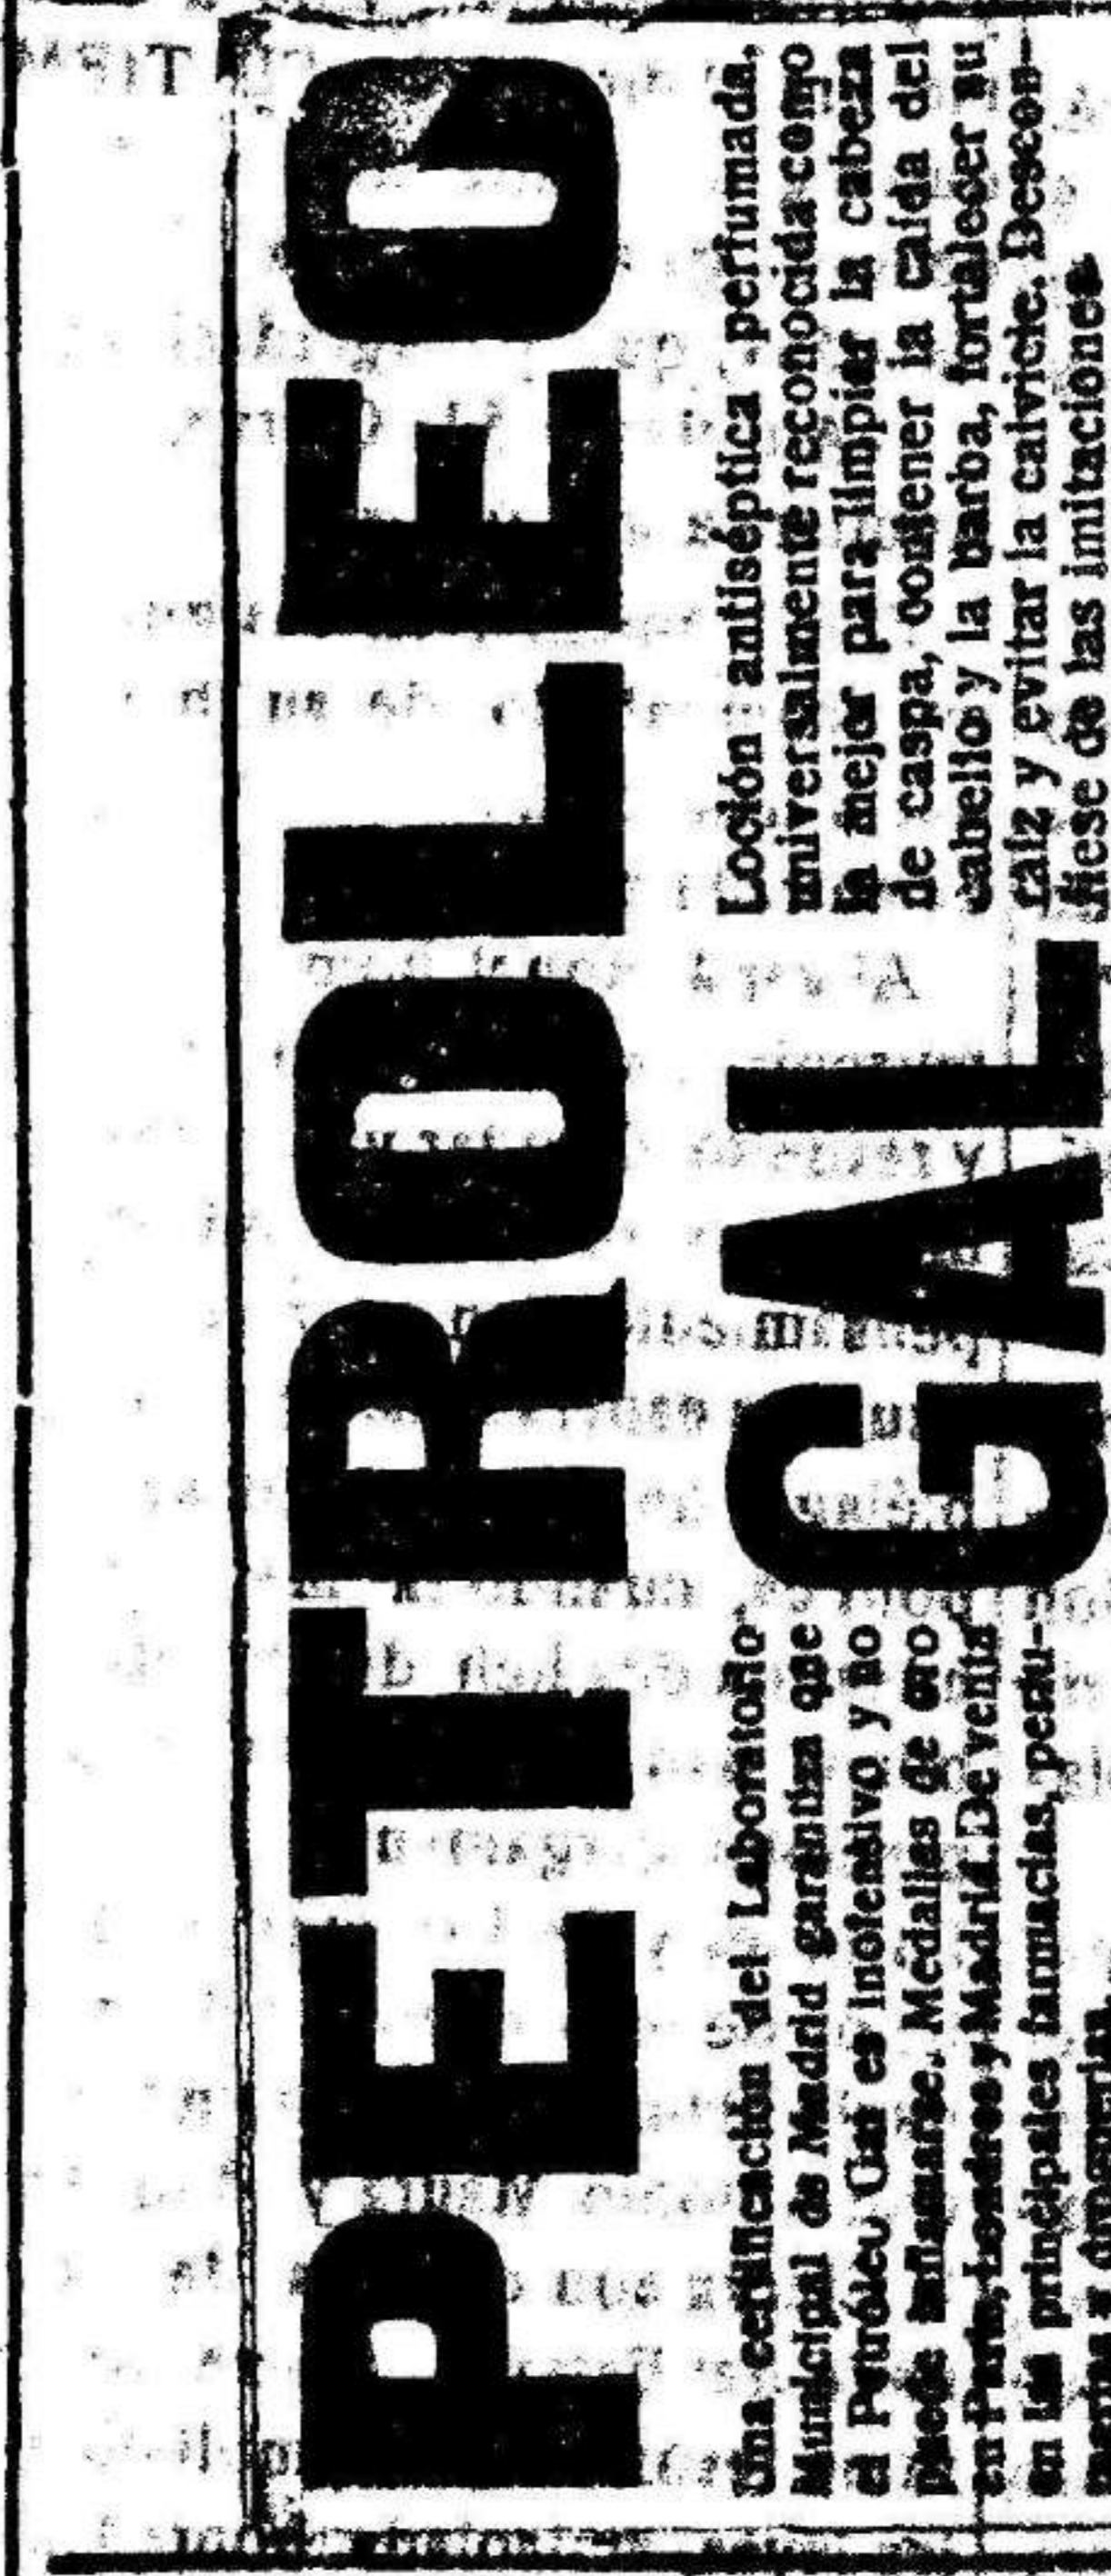 PETROLEO
GAL
Una certificación del Laboratorio
Municipal de Madrid garantiza que
el Petróleo Gal es inofensivo y no
puede inflamarse. Medallas de oro
en Paris, Londres y Madrid. De venta
en las principales farmacias, perfu-
merías y droguerías.
Loción antiséptica perfumada,
universalmente reconocida como
la mejor para limpiar la cabeza
de caspa, contener la caída del
cabello y la barba, fortalecer su
raíz y evitar la calvicie. Descon-
fíese de las imitaciones